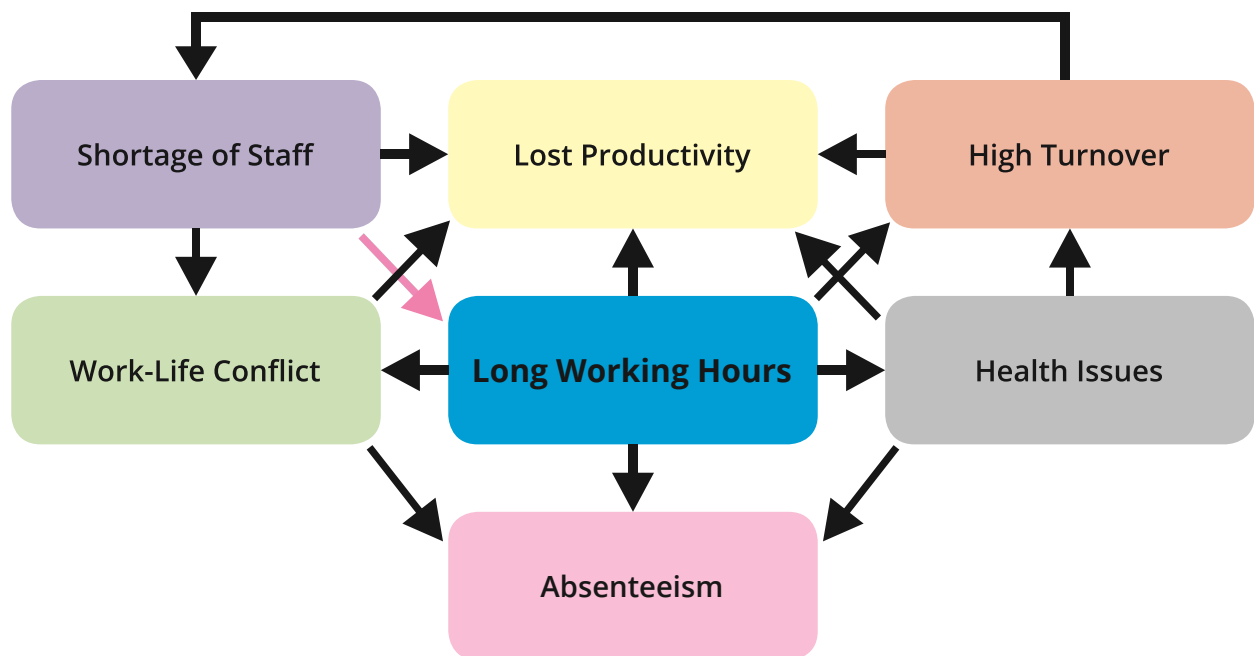 Shortage of Staff
Lost Productivity
High Turnover
Work-Life Conflict
Long Working Hours
Health Issues
Absenteeism